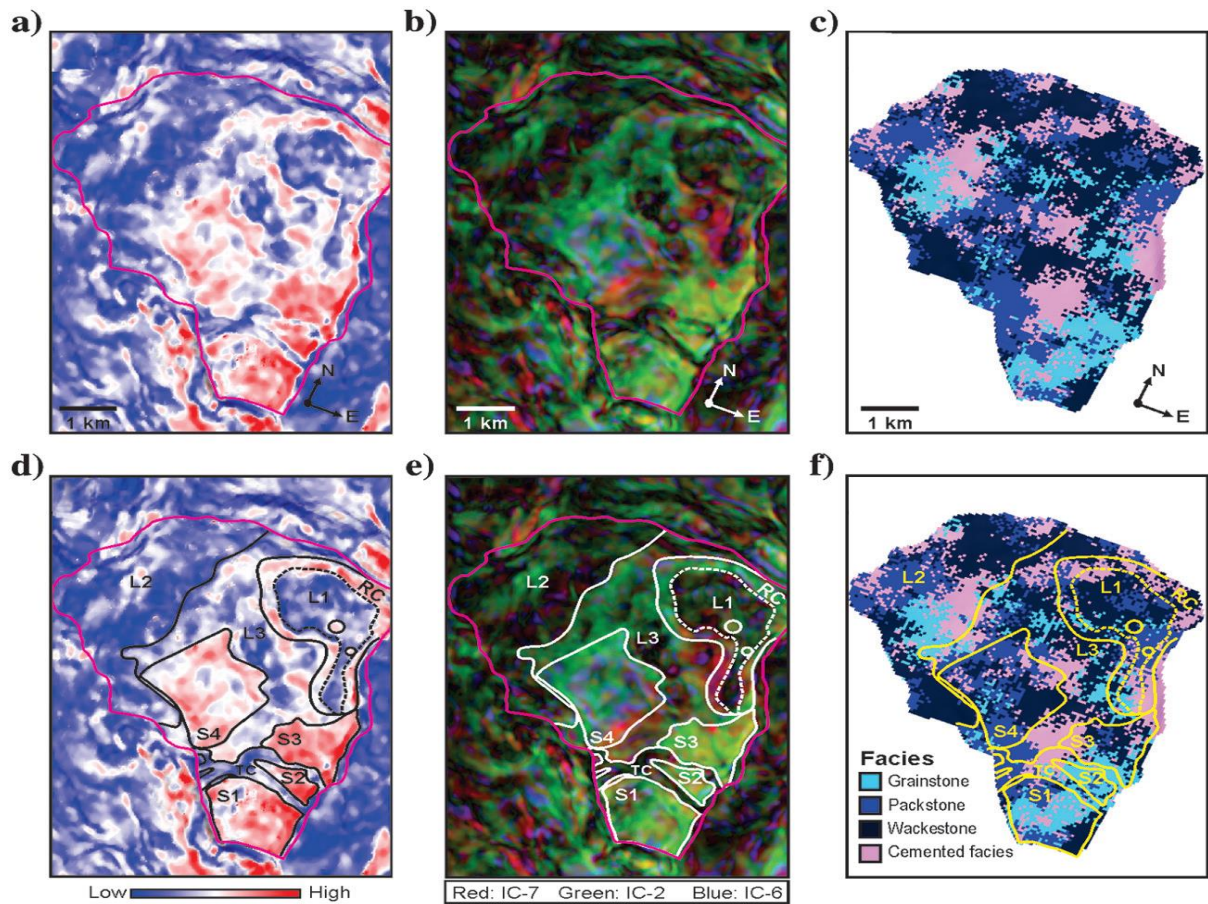 a)
b)
c)
N
E
1 km
N
E
1 km
N
E
1 km
d)
e)
f)
L2
L1
RC
L3
S4
S3
TC
S2
S1
L2
L1
RC
L3
S4
S3
TC
S2
S1
L2
L1
RC
L3
S4
S3
TC
S2
S1
Facies
Grainstone
Packstone
Wackestone
Cemented facies
Low High
Red: IC-7 Green: IC-2 Blue: IC-6